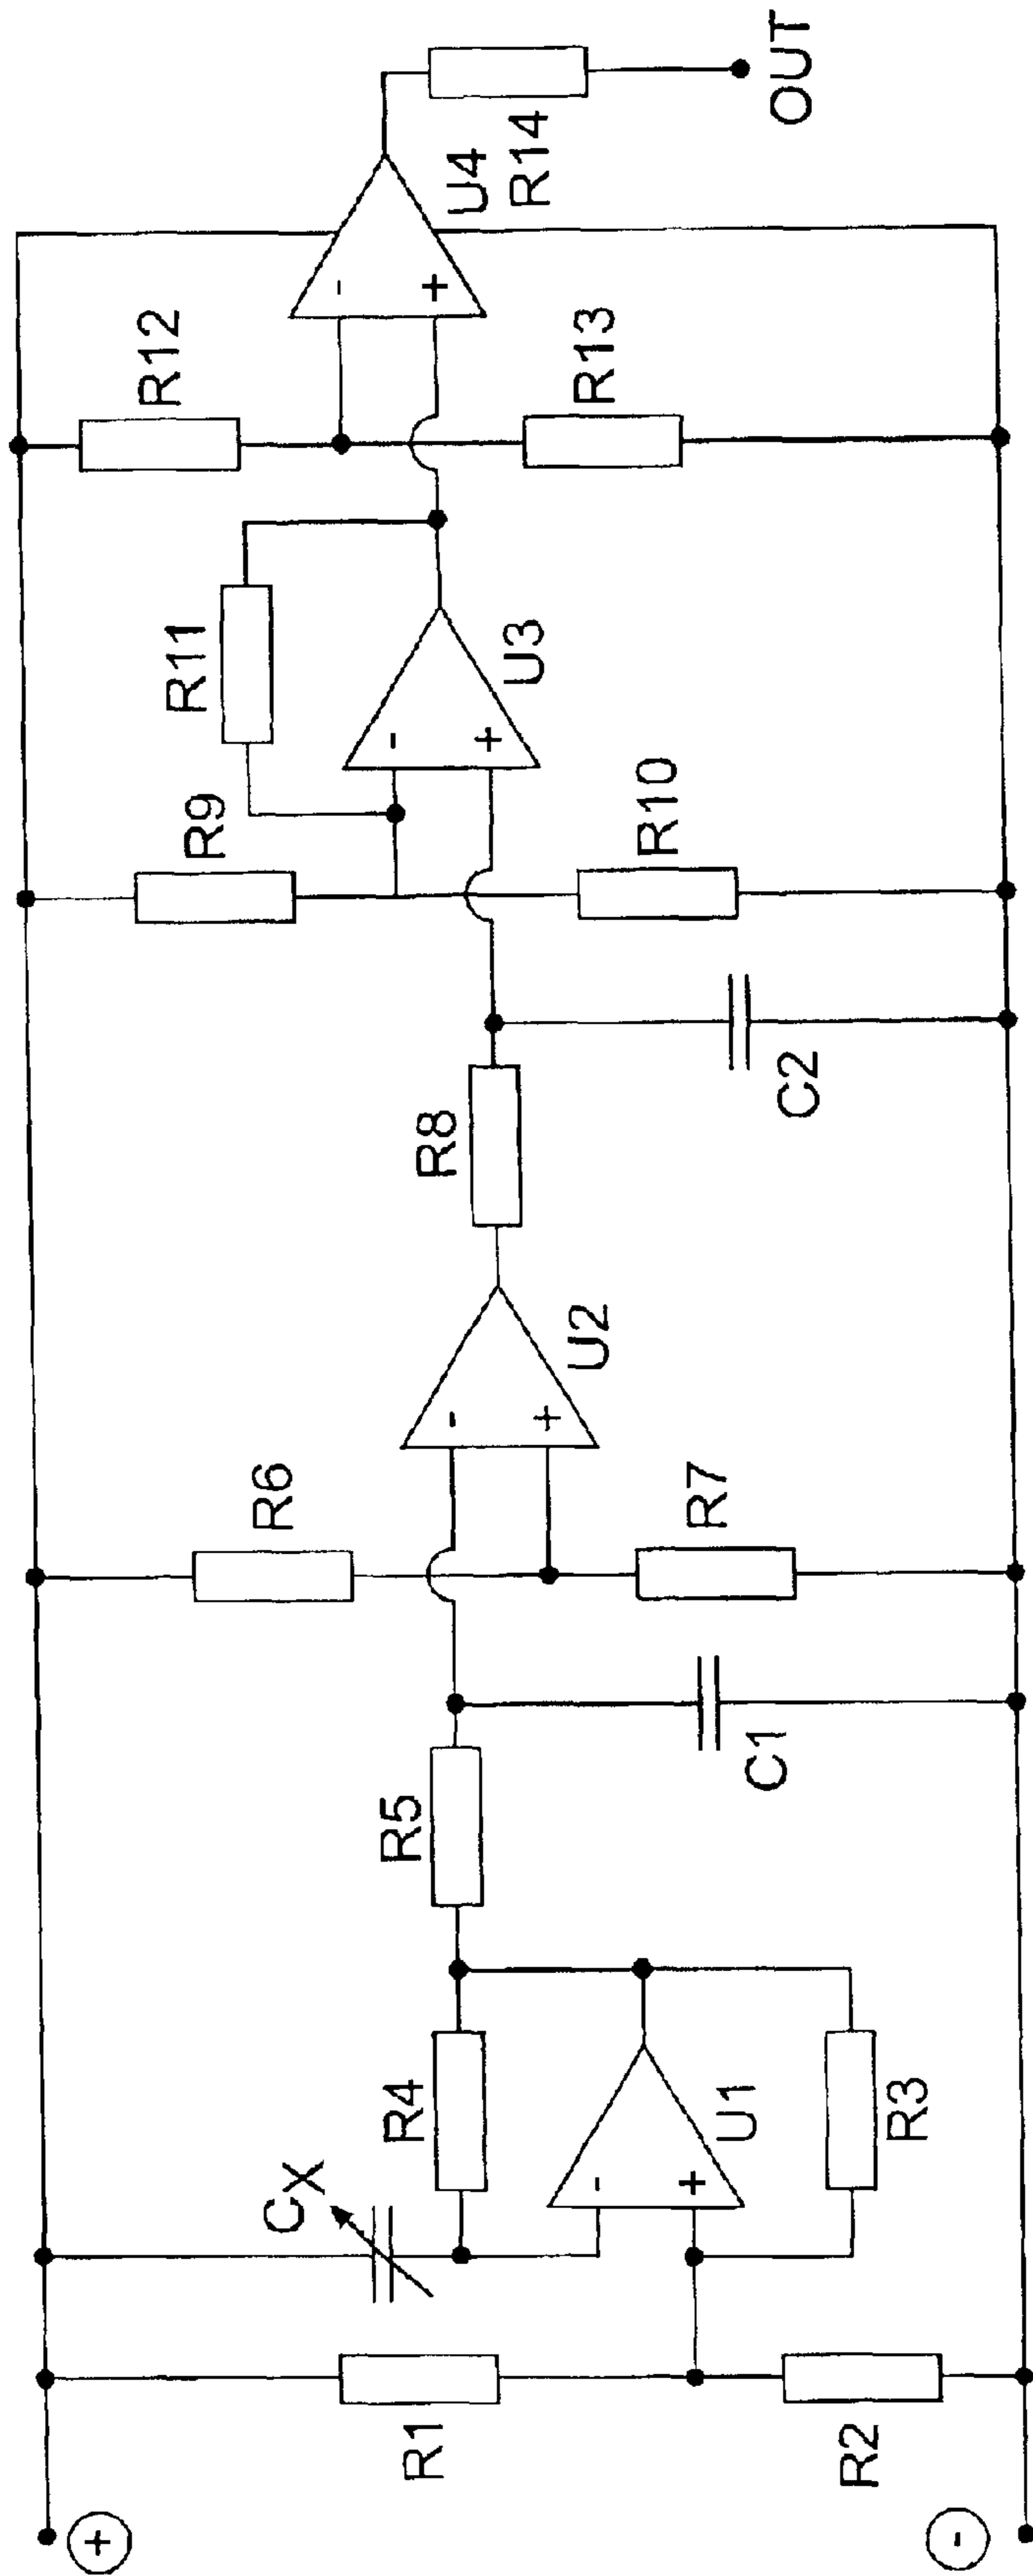 +
-
R1
R2
CX
R4
-
+
U1
R3
R5
C1
R6
R7
-
+
U2
R8
C2
R9
R10
R11
-
+
U3
R12
R13
-
+
U4
R14
OUT